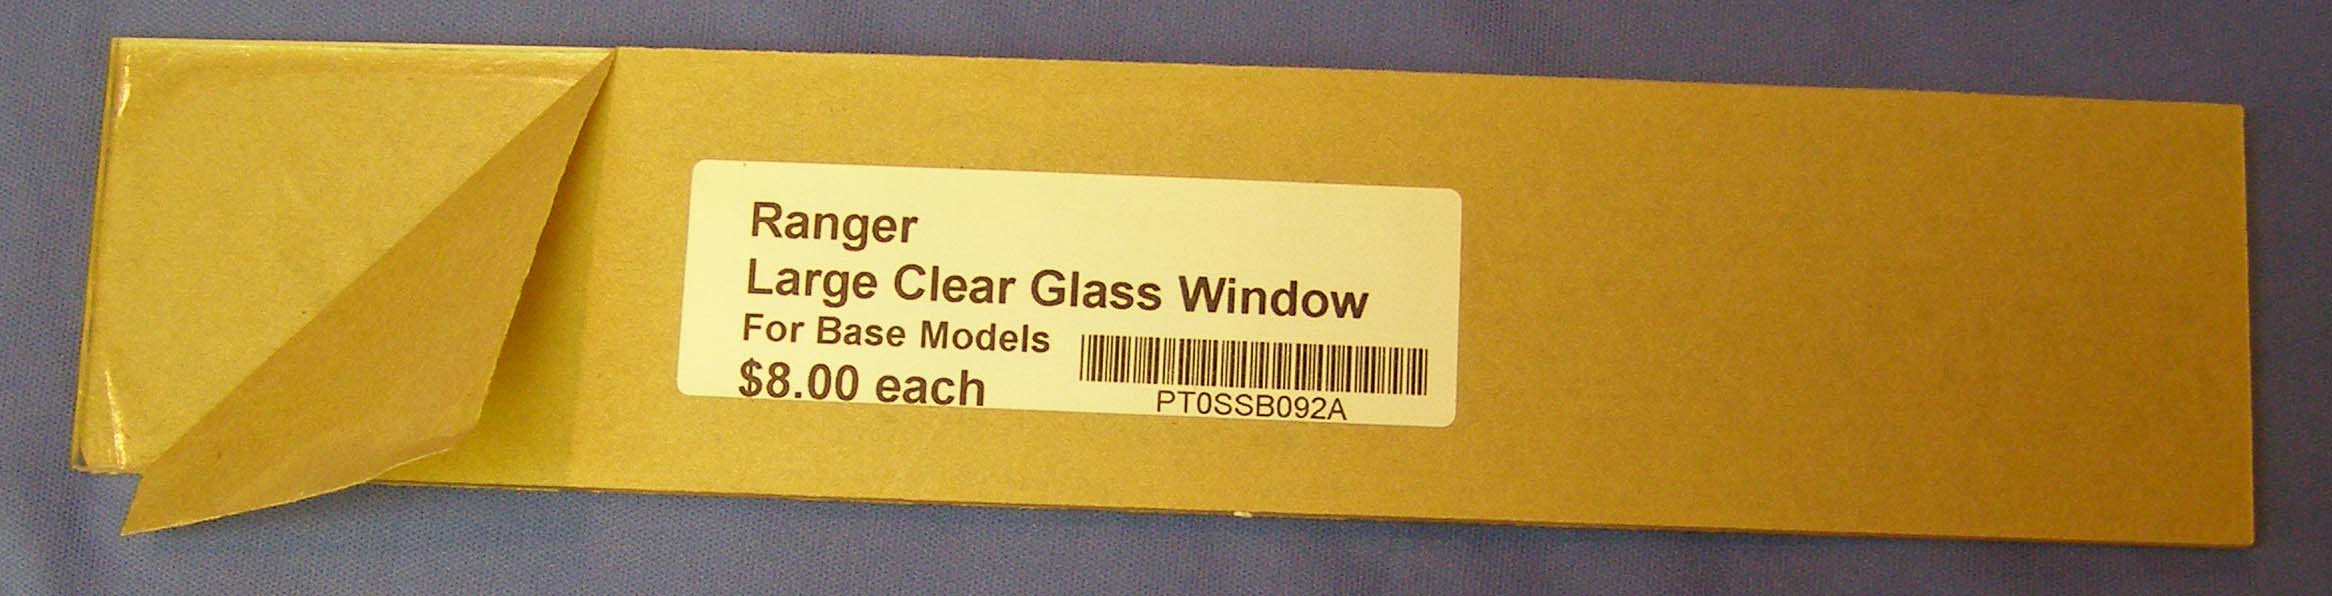 Ranger
Large Clear Glass Window
For Base Models
$8.00 each
PT0SSB092A